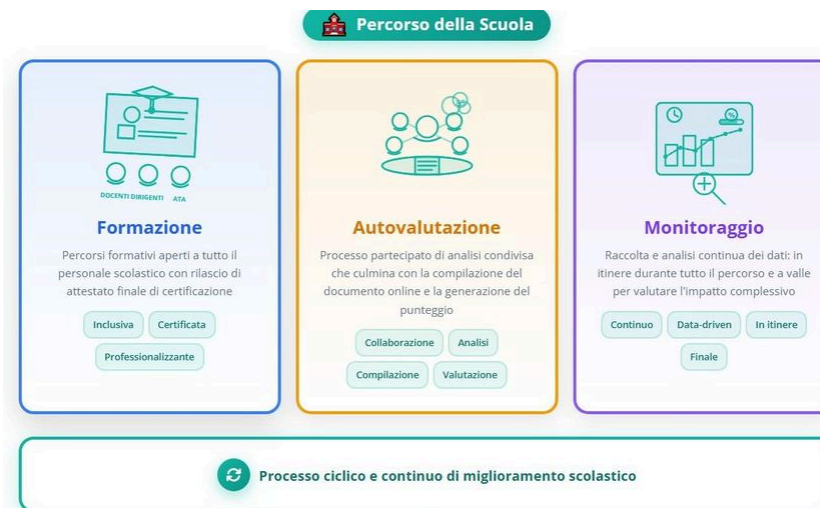 Percorso della Scuola
DOCENTI DIRIGENTI ATA
Formazione
Percorsi formativi aperti a tutto il
personale scolastico con rilascio di
attestato finale di certificazione
Inclusiva Certificata
Professionalizzante
Autovalutazione
Processo partecipato di analisi condivisa
che culmina con la compilazione del
documento online e la generazione del
punteggio
Collaborazione Analisi
Compilazione Valutazione
%
Monitoraggio
Raccolta e analisi continua dei dati: in
itinere durante tutto il percorso e a valle
per valutare l'impatto complessivo
Continuo Data-driven In itinere
Finale
Processo ciclico e continuo di miglioramento scolastico